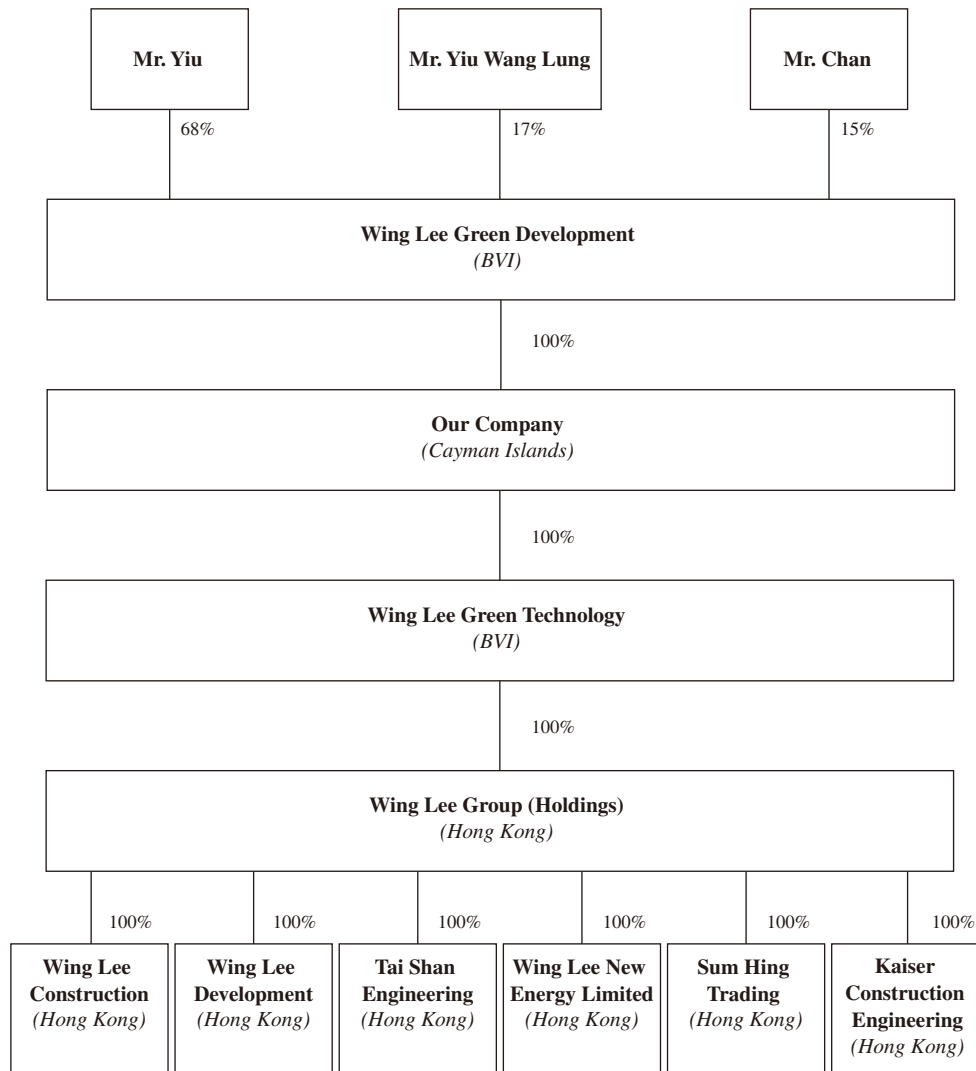 Mr. Yiu
Mr. Yiu Wang Lung
Mr. Chan
68%
17%
15%
Wing Lee Green Development
(BVI)
100%
Our Company
(Cayman Islands)
100%
Wing Lee Green Technology
(BVI)
100%
Wing Lee Group (Holdings)
(Hong Kong)
100%
100%
100%
100%
100%
100%
Wing Lee
Construction
(Hong Kong)
Wing Lee
Development
(Hong Kong)
Tai Shan
Engineering
(Hong Kong)
Wing Lee New
Energy Limited
(Hong Kong)
Sum Hing
Trading
(Hong Kong)
Kaiser
Construction
Engineering
(Hong Kong)